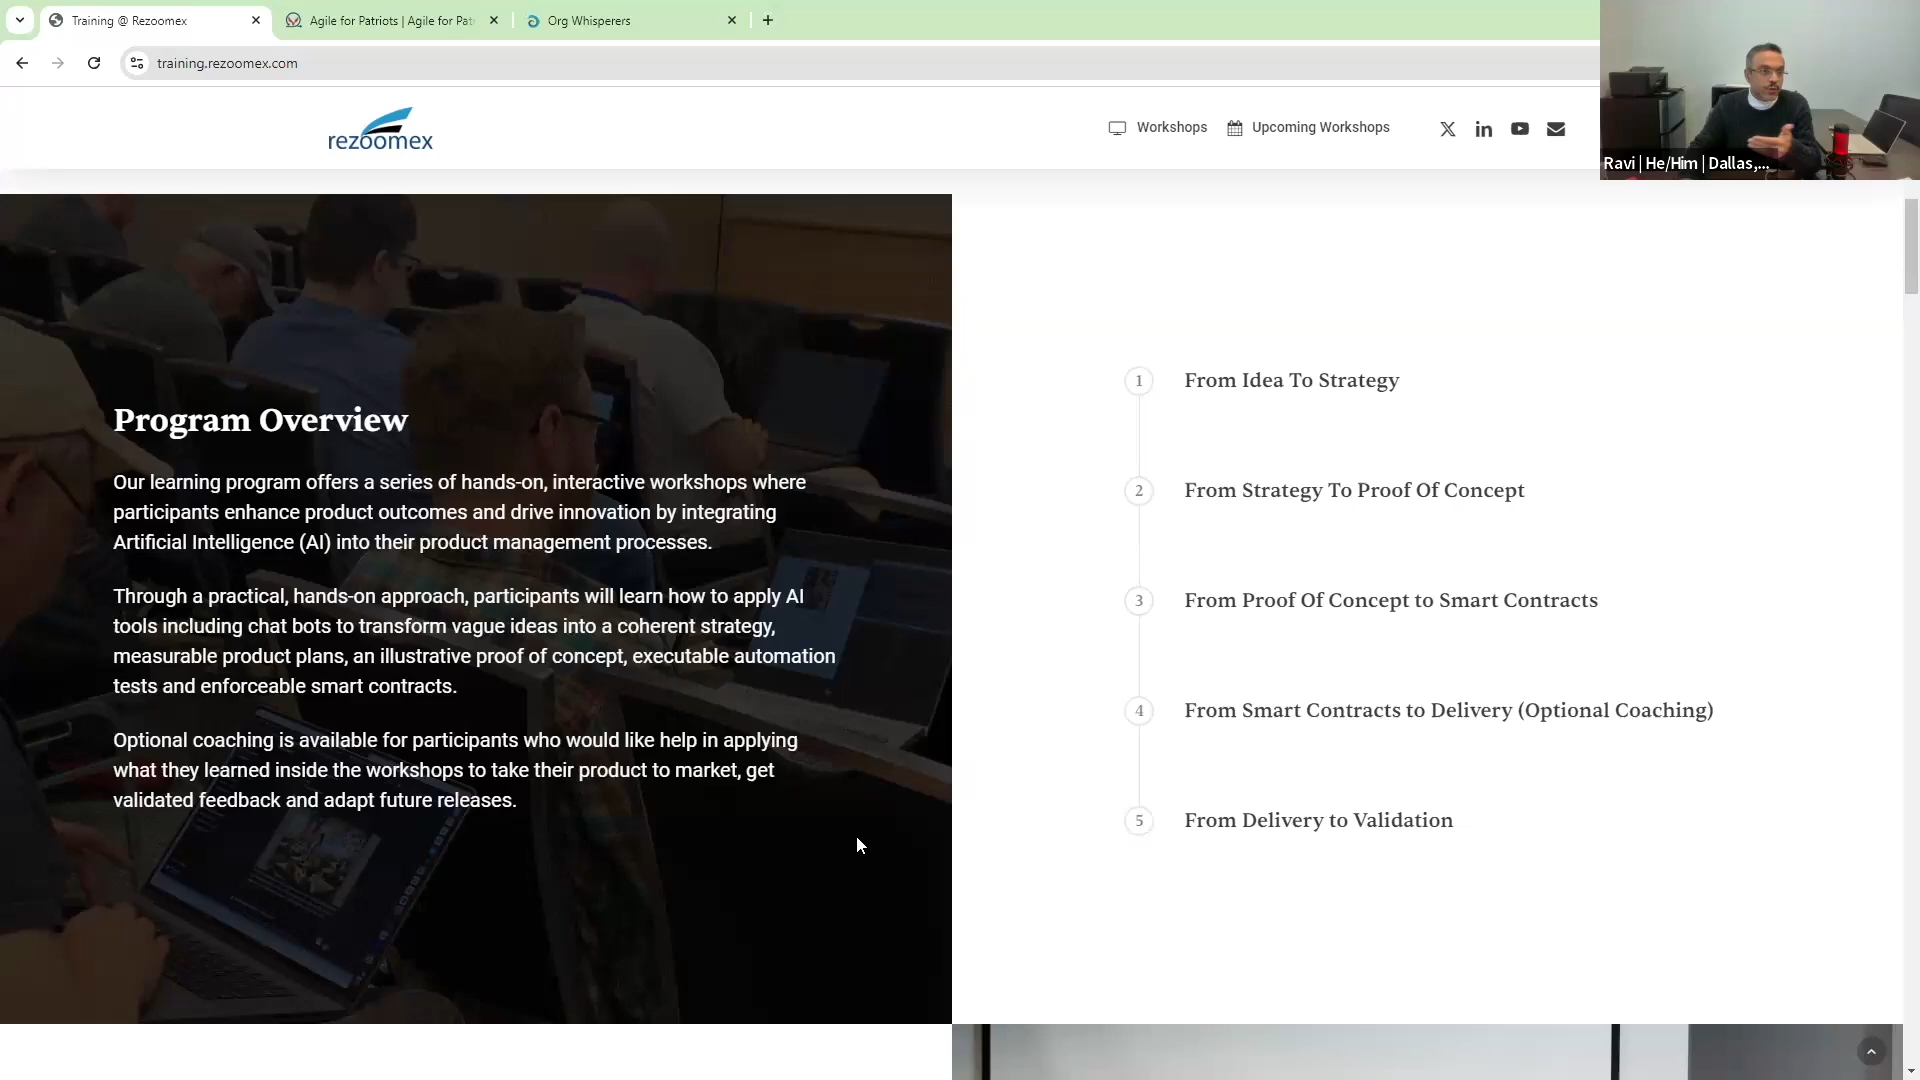 Training @ Rezoomex
Agile for Patriots | Agile for Pat
Org Whisperers
training.rezoomex.com
rezoomex
Workshops
Upcoming Workshops
Ravi | He/Him | Dallas,...
Program Overview
Our learning program offers a series of hands-on, interactive workshops where
participants enhance product outcomes and drive innovation by integrating
Artificial Intelligence (AI) into their product management processes.
Through a practical, hands-on approach, participants will learn how to apply AI
tools including chat bots to transform vague ideas into a coherent strategy,
measurable product plans, an illustrative proof of concept, executable automation
tests and enforceable smart contracts.
Optional coaching is available for participants who would like help in applying
what they learned inside the workshops to take their product to market, get
validated feedback and adapt future releases.
1 From Idea To Strategy
2 From Strategy To Proof Of Concept
3 From Proof Of Concept to Smart Contracts
4 From Smart Contracts to Delivery (Optional Coaching)
5 From Delivery to Validation